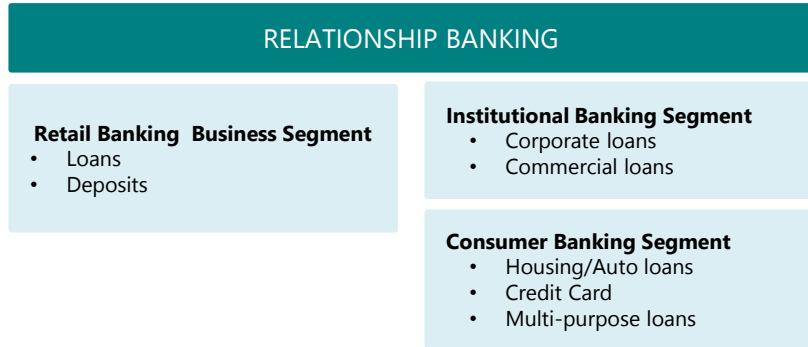 RELATIONSHIP BANKING
Retail Banking  Business Segment
• Loans
• Deposits
Institutional Banking Segment
• Corporate loans
• Commercial loans
Consumer Banking Segment
• Housing/Auto loans
• Credit Card
• Multi-purpose loans